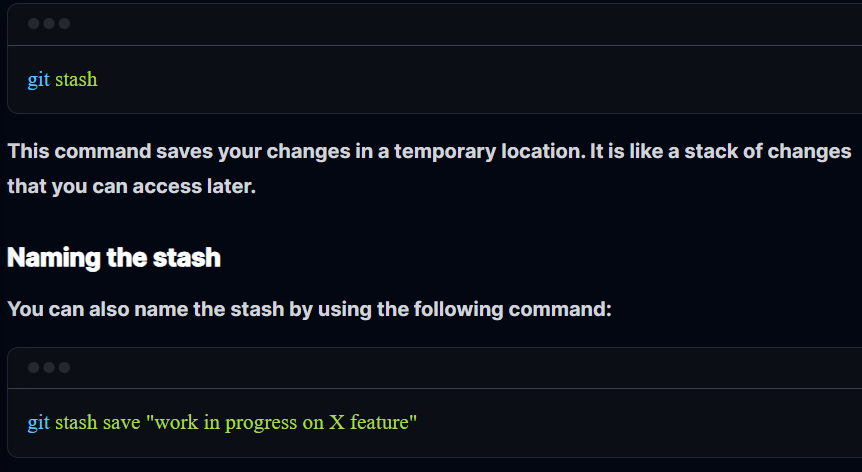 git stash
This command saves your changes in a temporary location. It is like a stack of changes
that you can access later.
Naming the stash
You can also name the stash by using the following command:
git stash save "work in progress on X feature"